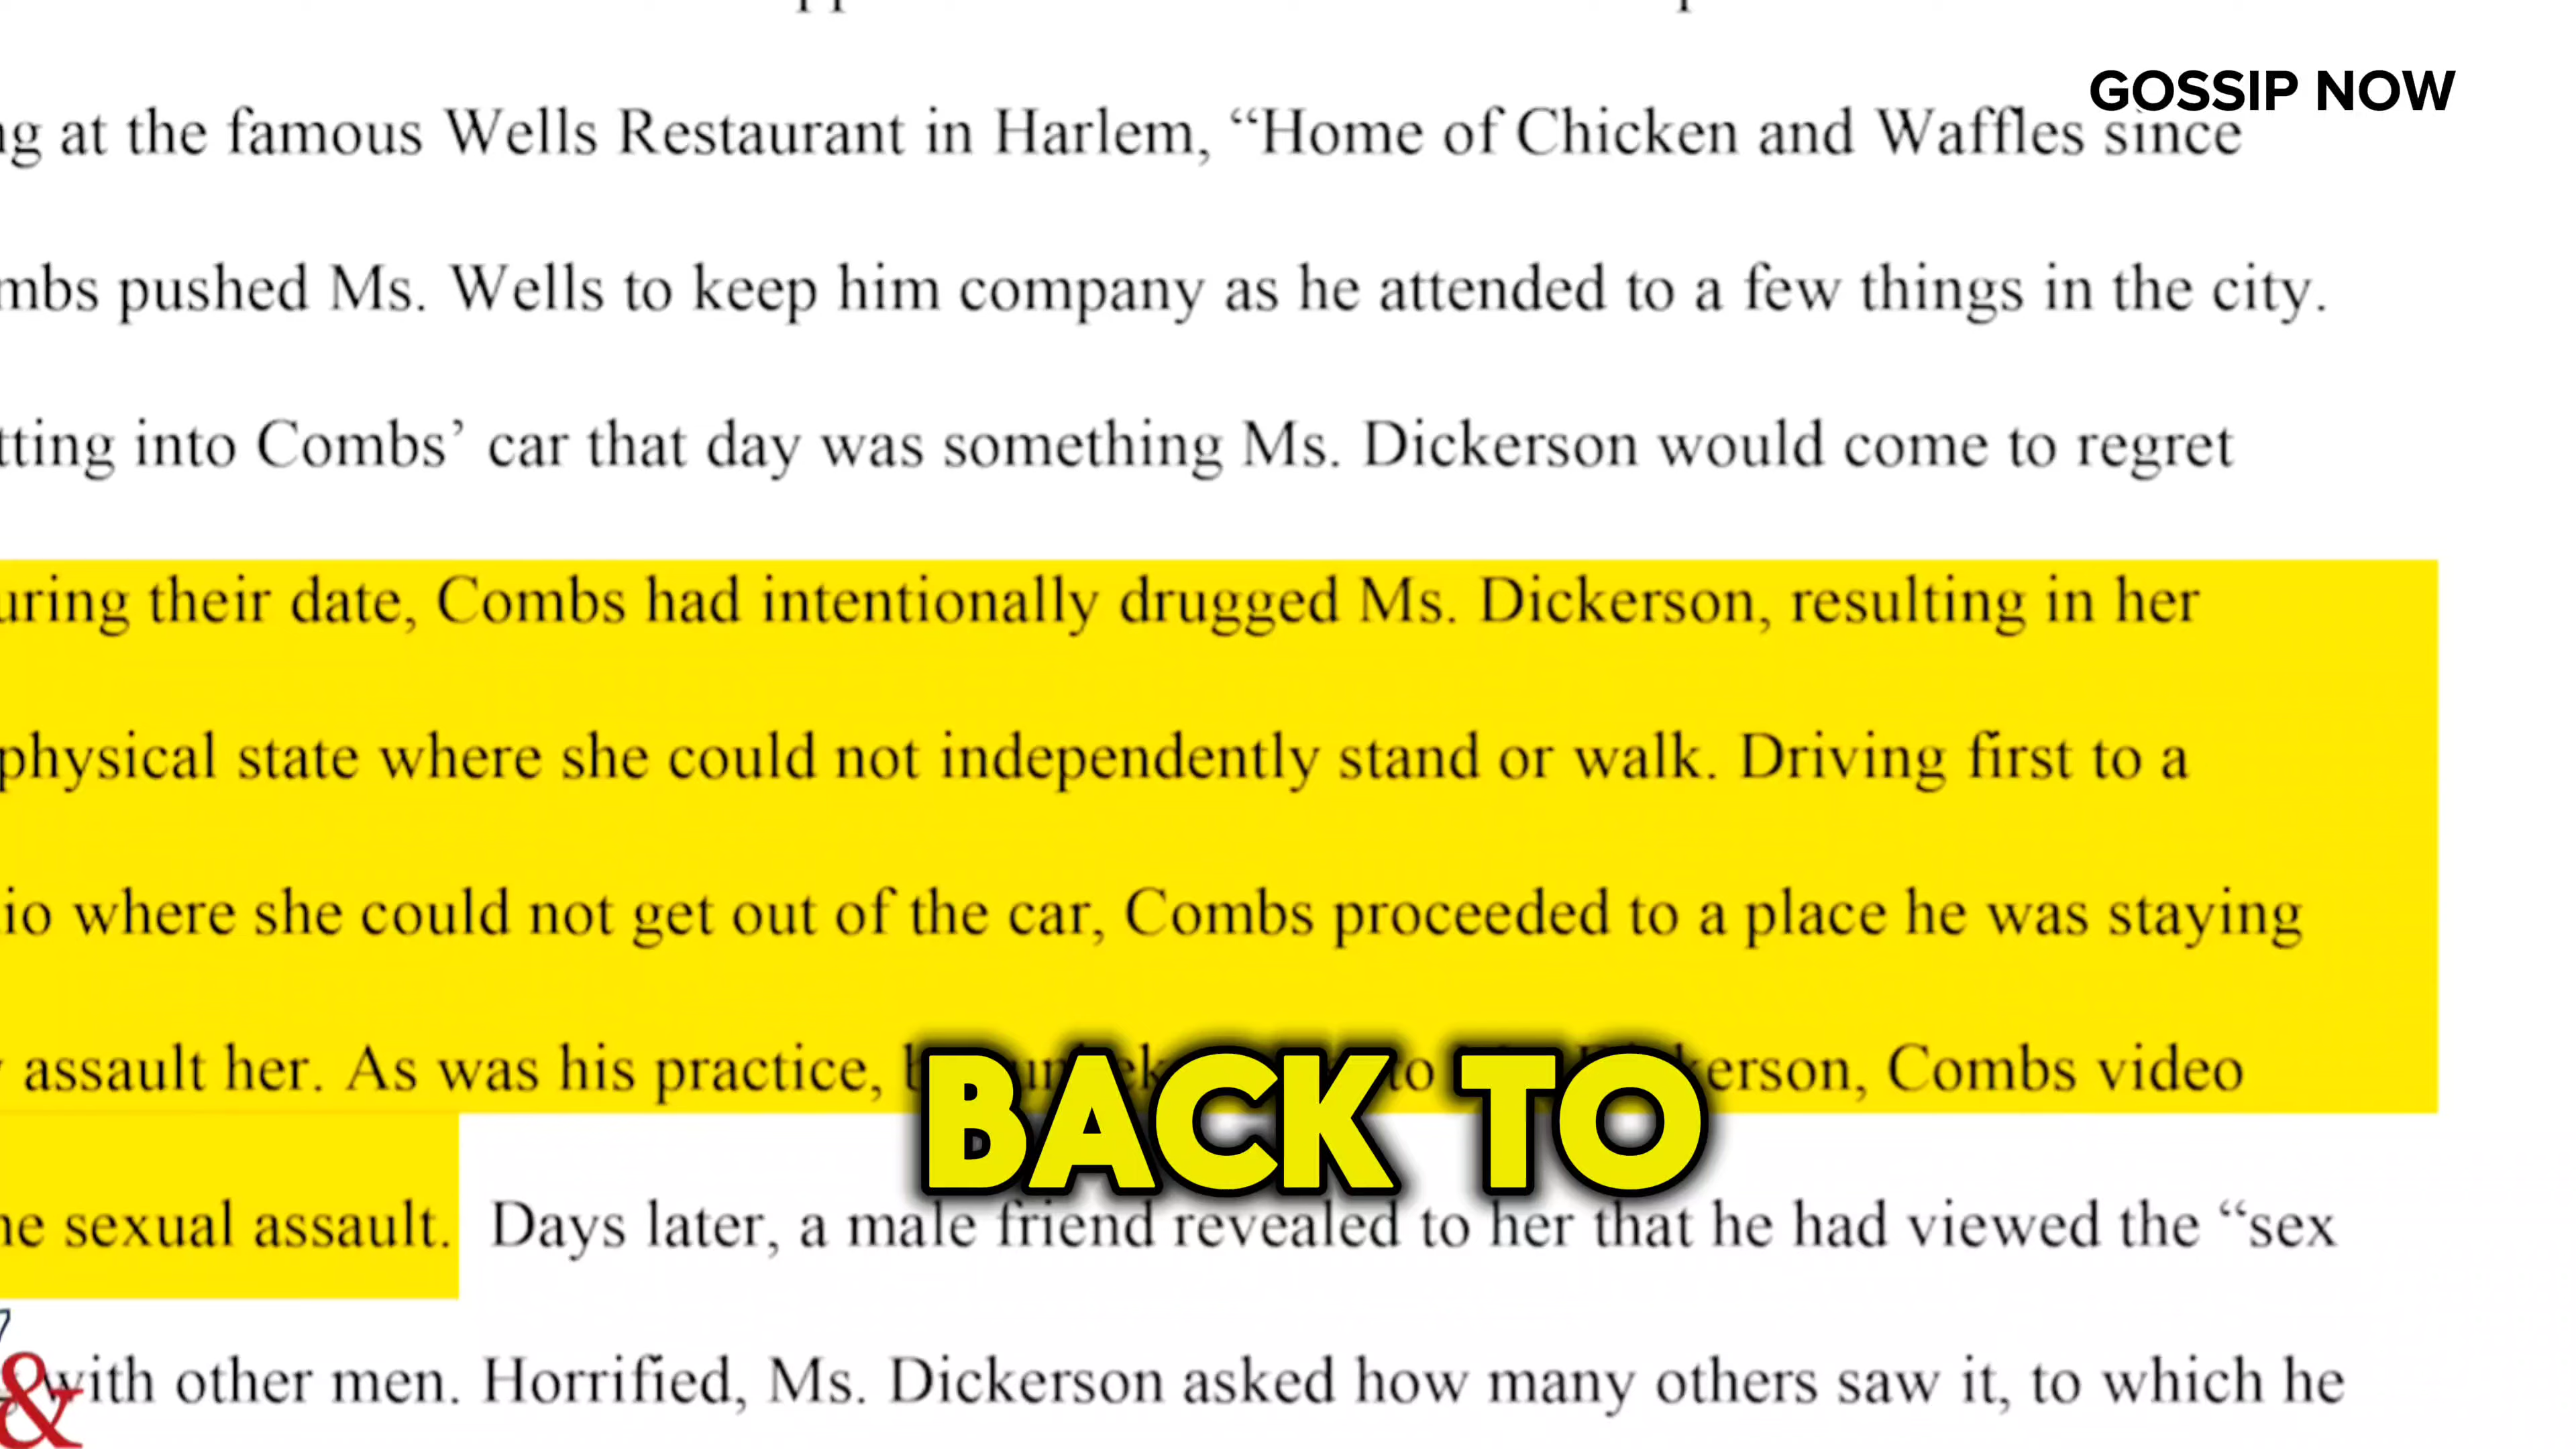 GOSSIP NOW
ng at the famous Wells Restaurant in Harlem, “Home of Chicken and Waffles since
mbs pushed Ms. Wells to keep him company as he attended to a few things in the city.
tting into Combs’ car that day was something Ms. Dickerson would come to regret
uring their date, Combs had intentionally drugged Ms. Dickerson, resulting in her
physical state where she could not independently stand or walk. Driving first to a
io where she could not get out of the car, Combs proceeded to a place he was staying
assault her. As was his practice, to erson, Combs video
BACK TO
he sexual assault. Days later, a male friend revealed to her that he had viewed the “sex
& with other men. Horrified, Ms. Dickerson asked how many others saw it, to which he